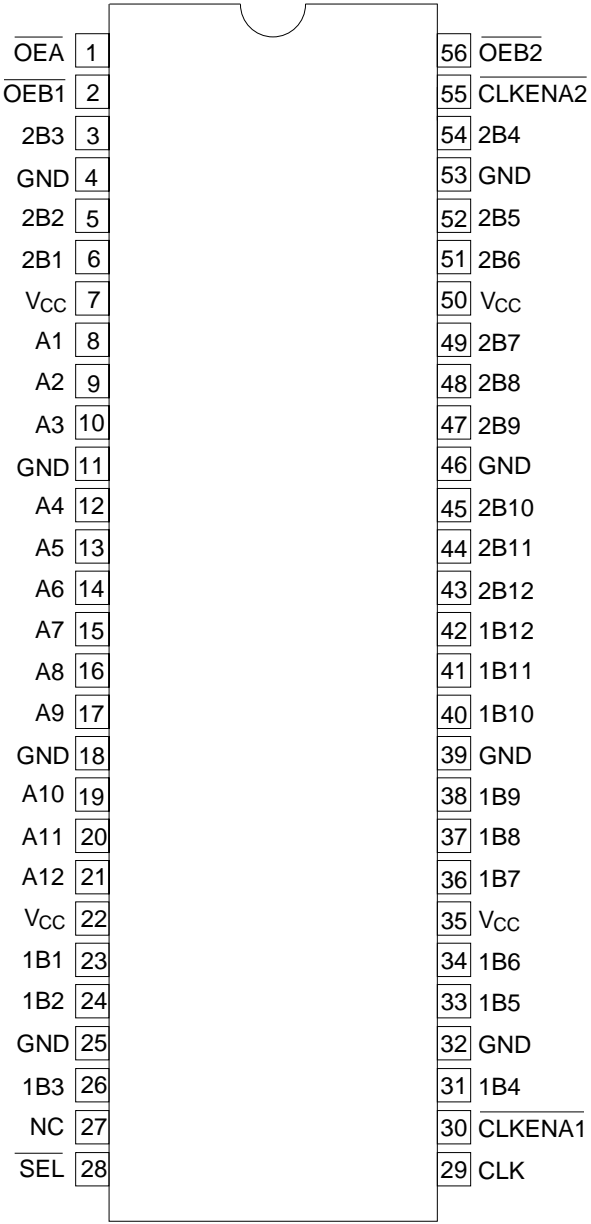 OEA 1 56 OEB2
OEB1 2 55 CLKENA2
2B3 3 54 2B4
GND 4 53 GND
2B2 5 52 2B5
2B1 6 51 2B6
VCC 7 50 VCC
A1 8 49 2B7
A2 9 48 2B8
A3 10 47 2B9
GND 11 46 GND
A4 12 45 2B10
A5 13 44 2B11
A6 14 43 2B12
A7 15 42 1B12
A8 16 41 1B11
A9 17 40 1B10
GND 18 39 GND
A10 19 38 1B9
A11 20 37 1B8
A12 21 36 1B7
VCC 22 35 VCC
1B1 23 34 1B6
1B2 24 33 1B5
GND 25 32 GND
1B3 26 31 1B4
NC 27 30 CLKENA1
SEL 28 29 CLK